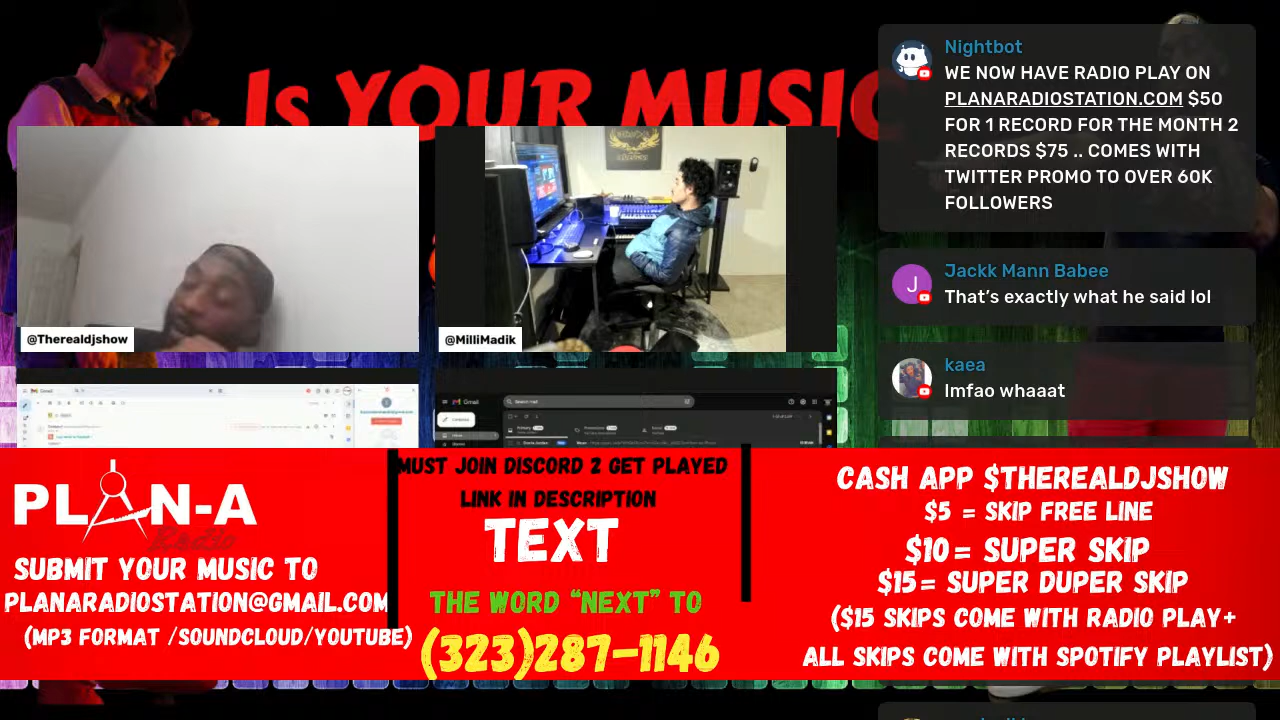 Is YOUR MUSIC
@Therealdjshow
@MilliMadik
Gmail
Gmail
Search mail
Nightbot
WE NOW HAVE RADIO PLAY ON
PLANARADIOSTATION.COM $50
FOR 1 RECORD FOR THE MONTH 2
RECORDS $75 .. COMES WITH
TWITTER PROMO TO OVER 60K
FOLLOWERS
Jackk Mann Babee
That's exactly what he said lol
kaea
lmfao whaaat
PLAN-A
Radio
SUBMIT YOUR MUSIC TO
PLANARADIOSTATION@GMAIL.COM
(MP3 FORMAT /SOUNDCLOUD/YOUTUBE)
MUST JOIN DISCORD 2 GET PLAYED
LINK IN DESCRIPTION
TEXT
THE WORD “NEXT” TO
(323)287-1146
CASH APP $THEREALDJSHOW
$5 = SKIP FREE LINE
$10= SUPER SKIP
$15= SUPER DUPER SKIP
($15 SKIPS COME WITH RADIO PLAY+
ALL SKIPS COME WITH SPOTIFY PLAYLIST)